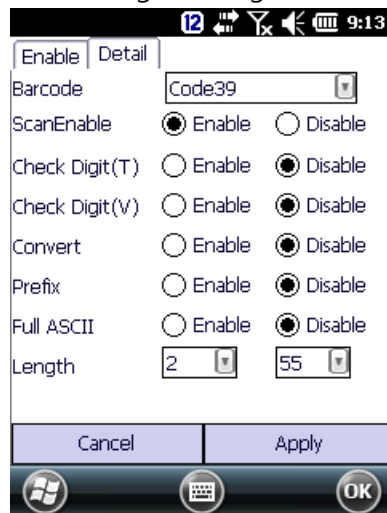 12 9:13
Enable Detail
Barcode Code39
ScanEnable Enable Disable
Check Digit(T) Enable Disable
Check Digit(V) Enable Disable
Convert Enable Disable
Prefix Enable Disable
Full ASCII Enable Disable
Length 2 55
Cancel Apply
OK